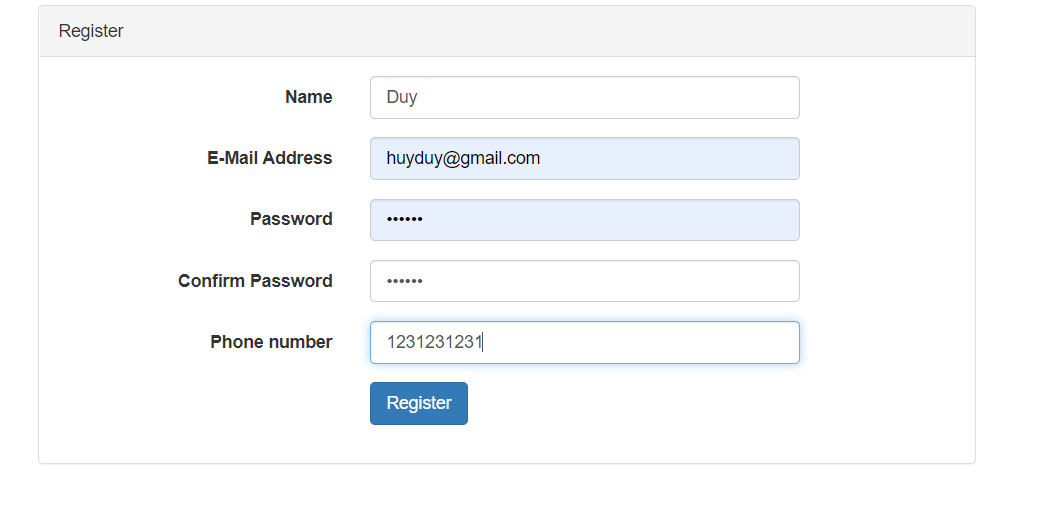 Register
Name Duy
E-Mail Address huyduy@gmail.com
Password ••••••
Confirm Password ••••••
Phone number 1231231231
Register